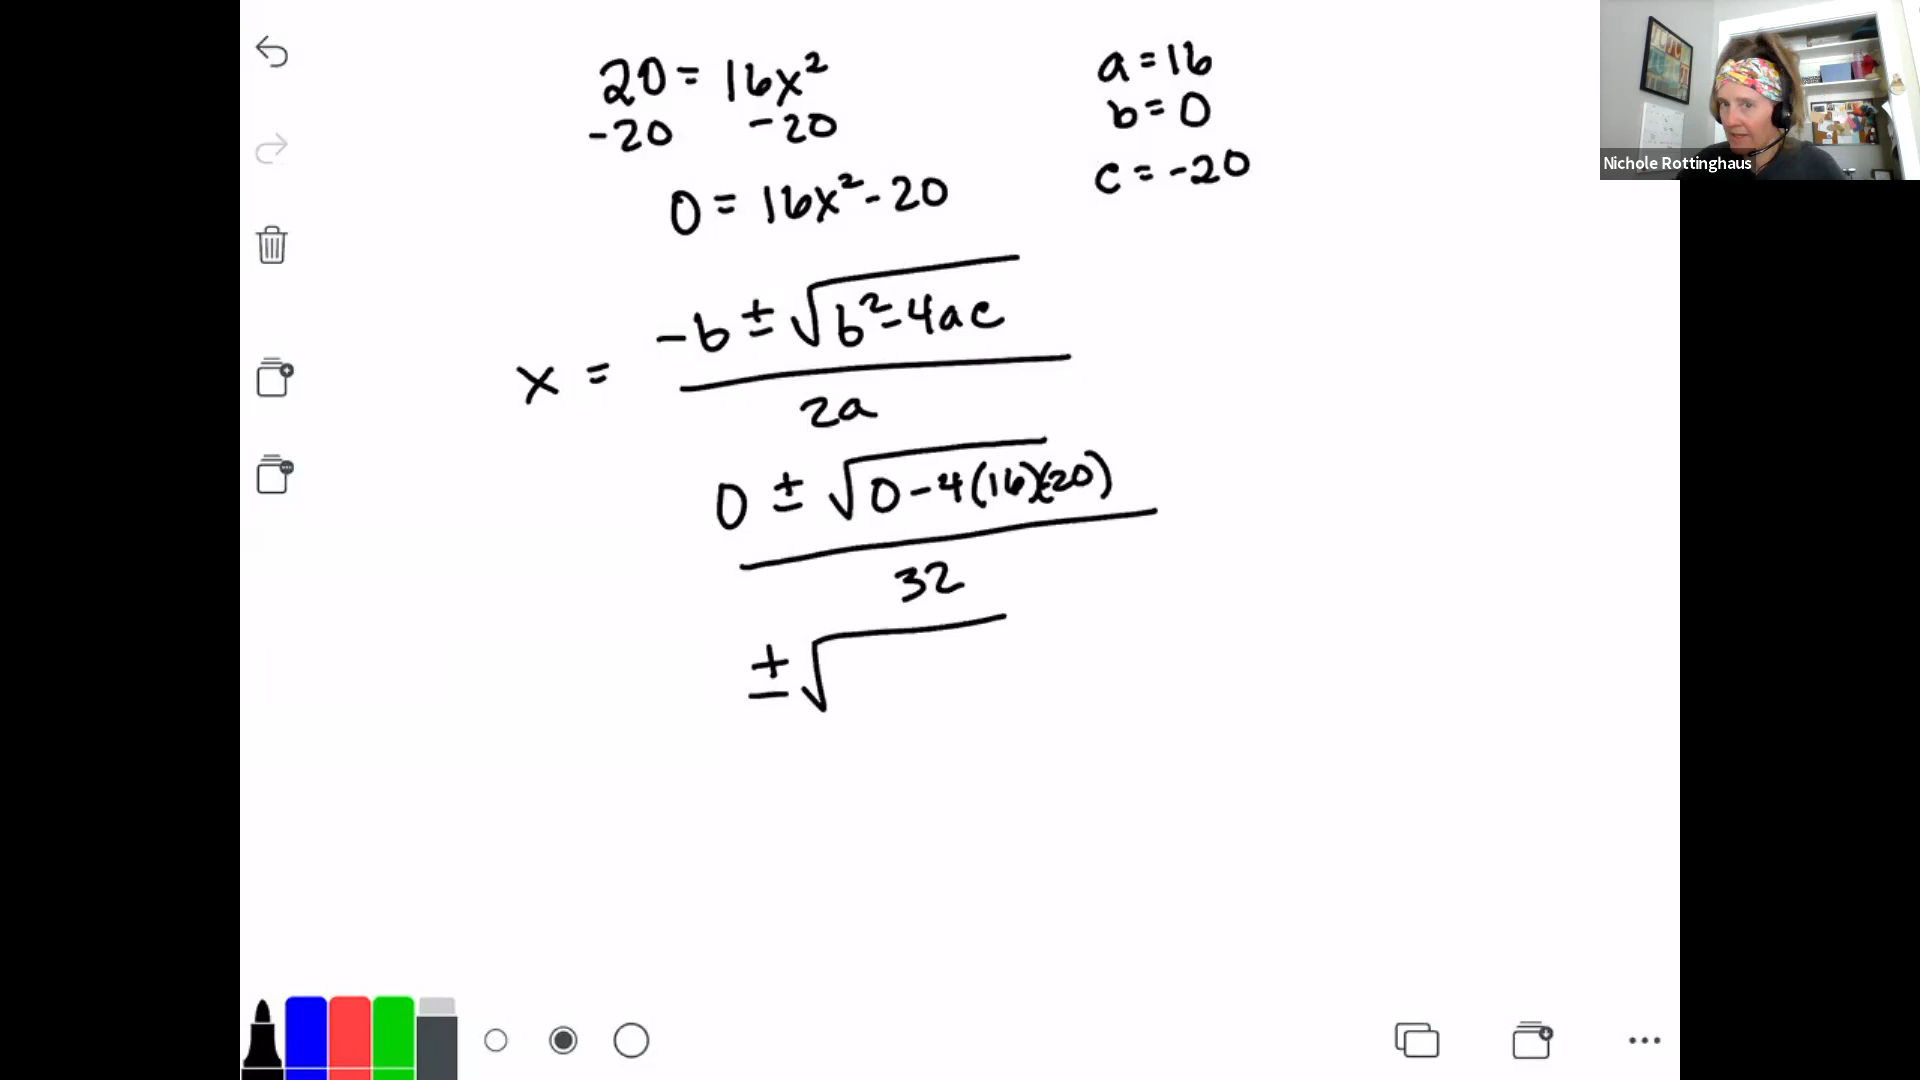 20 = 16x²
-20 -20
0 = 16x² - 20
a = 16
b = 0
c = -20
Nichole Rottinghaus
x = -b ± √b² - 4ac
2a
0 ± √0 - 4(16)(-20)
32
± √